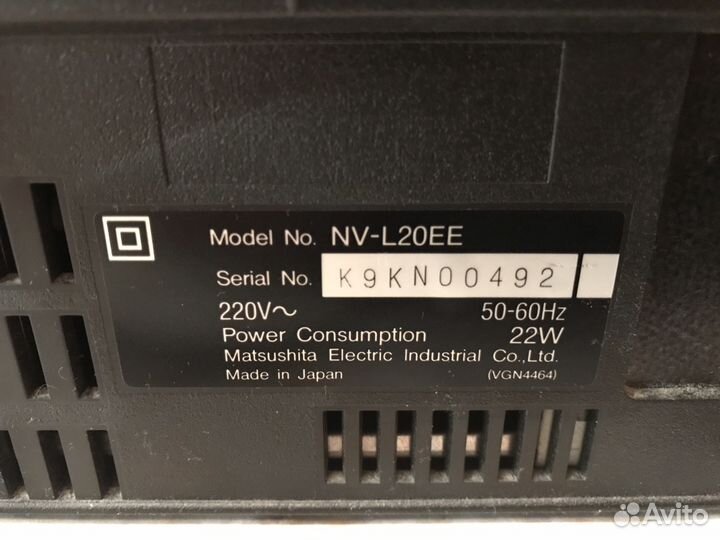 Model No. NV-L20EE
Serial No. K9KN00492
220V~ 50-60Hz
Power Consumption 22W
Matsushita Electric Industrial Co.,Ltd.
Made in Japan (VGN4464)
Avito